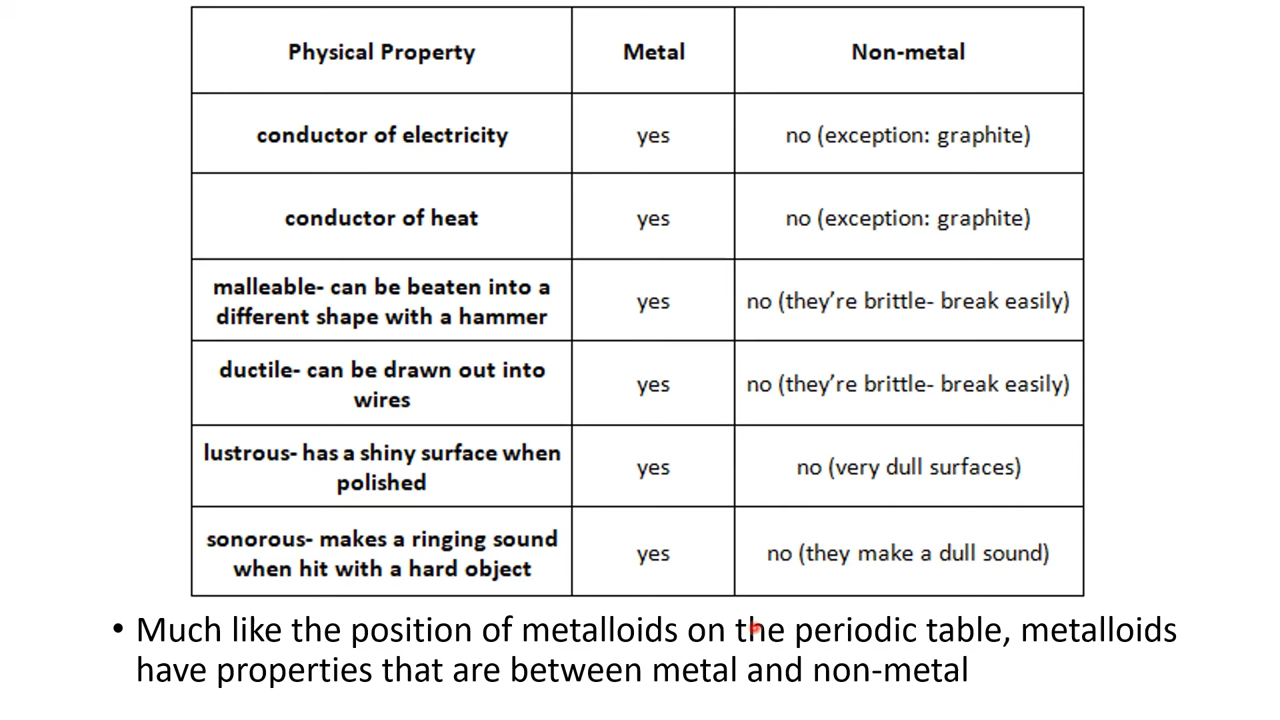 Physical Property Metal Non-metal
conductor of electricity yes no (exception: graphite)
conductor of heat yes no (exception: graphite)
malleable- can be beaten into a
different shape with a hammer yes no (they're brittle- break easily)
ductile- can be drawn out into
wires yes no (they're brittle- break easily)
lustrous- has a shiny surface when
polished yes no (very dull surfaces)
sonorous- makes a ringing sound
when hit with a hard object yes no (they make a dull sound)
• Much like the position of metalloids on the periodic table, metalloids
have properties that are between metal and non-metal